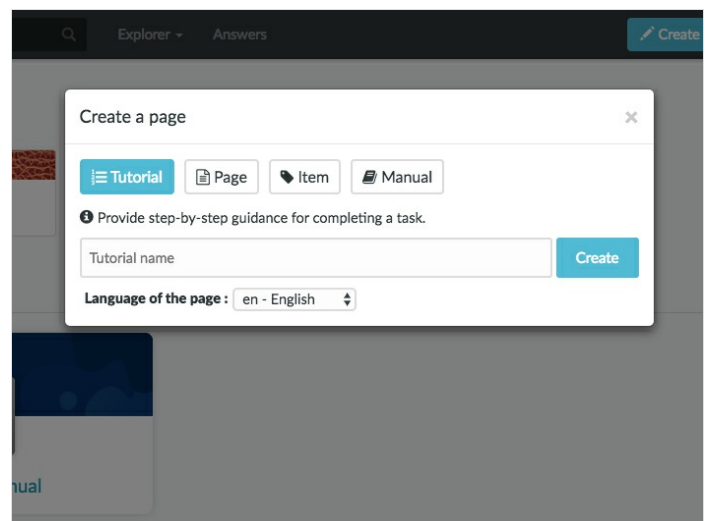 Explorer Answers Create
Create a page ×
Tutorial Page Item Manual
Provide step-by-step guidance for completing a task.
Tutorial name Create
Language of the page : en - English